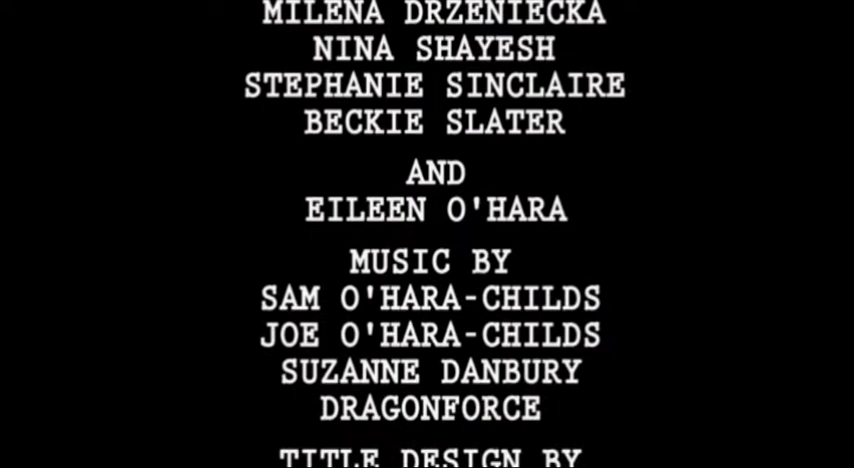 MILENA DRZENIECKA
NINA SHAYESH
STEPHANIE SINCLAIRE
BECKIE SLATER
AND
EILEEN O'HARA
MUSIC BY
SAM O'HARA-CHILDS
JOE O'HARA-CHILDS
SUZANNE DANBURY
DRAGONFORCE
TITLE DESIGN BY